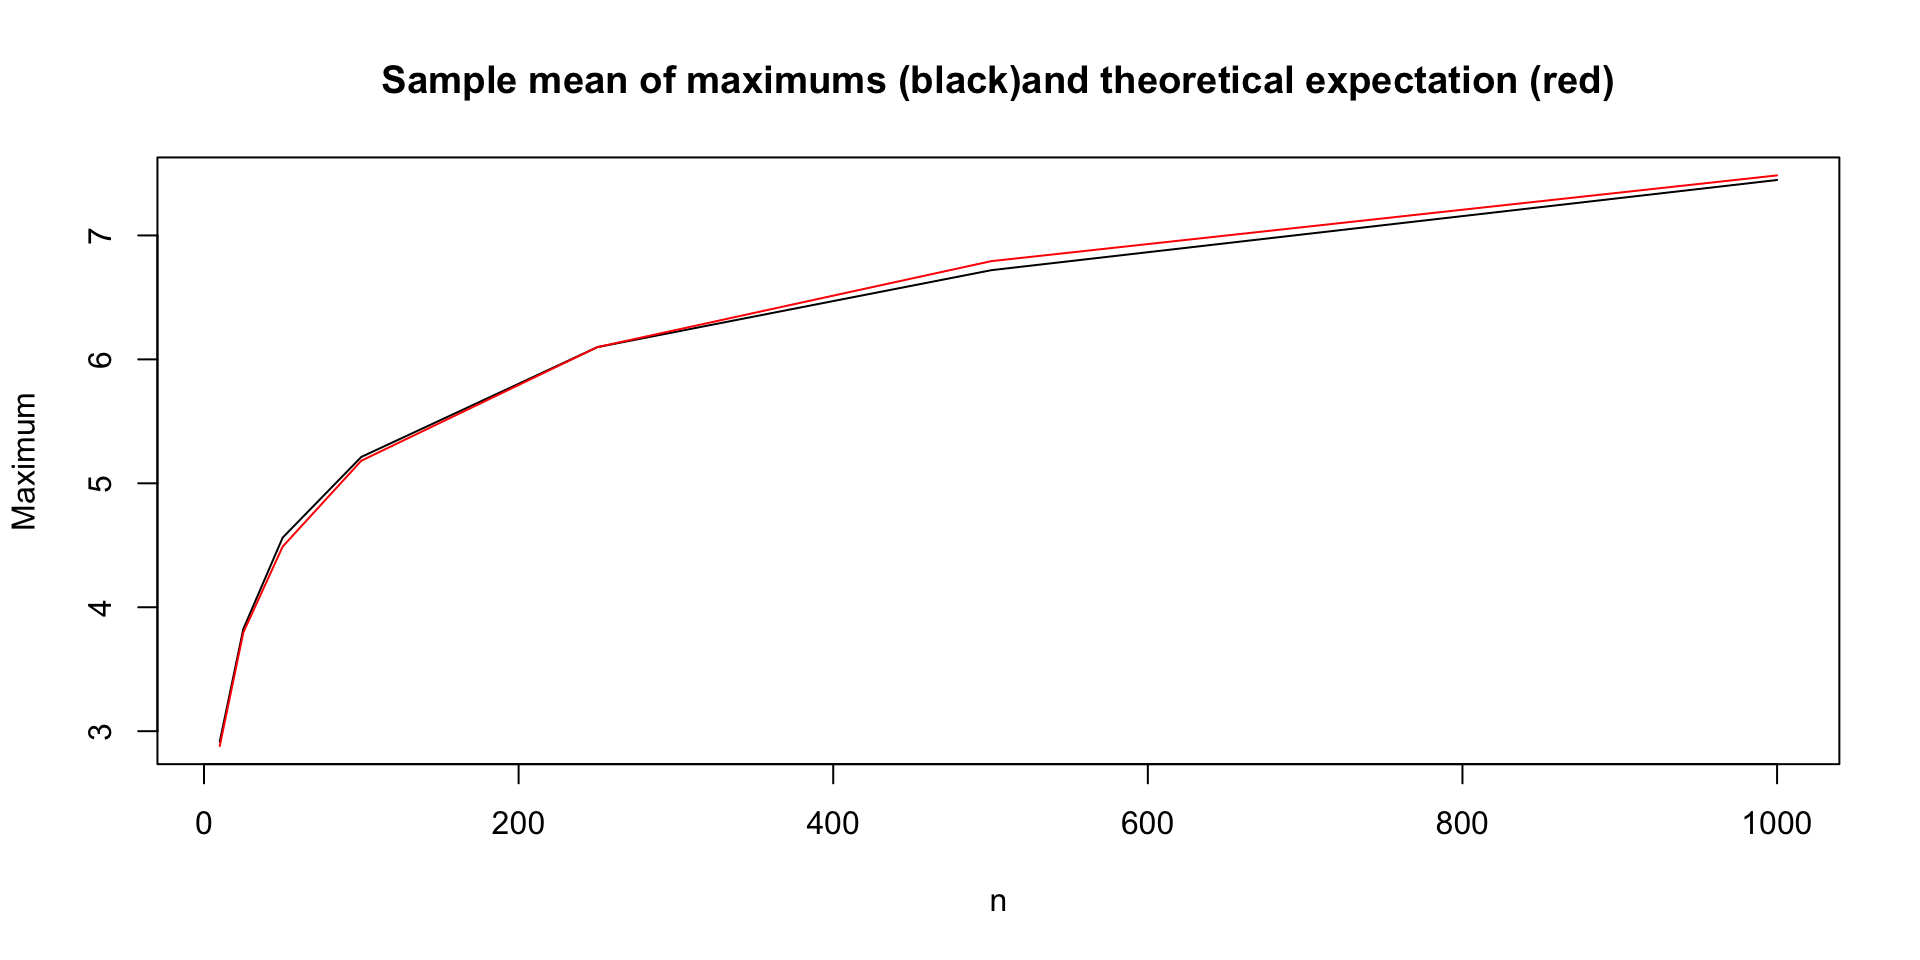 Sample mean of maximums (black)and theoretical expectation (red)
Maximum
7
6
5
4
3
0 200 400 600 800 1000
n